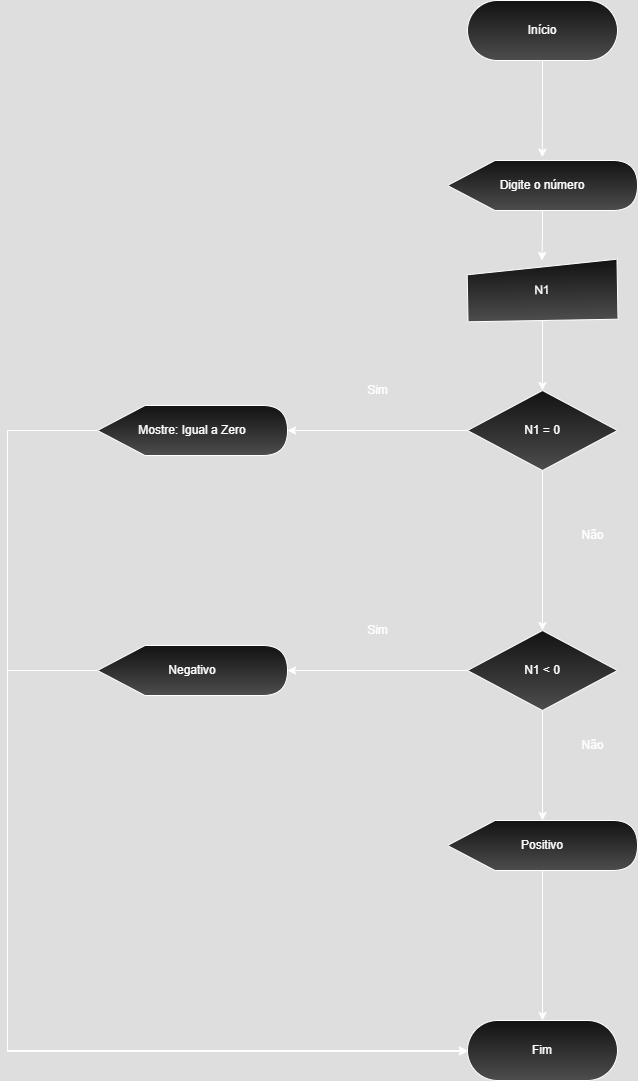 Início
Digite o número
N1
Sim
Mostre: Igual a Zero
N1 = 0
Não
Sim
Negativo
N1 < 0
Não
Positivo
Fim